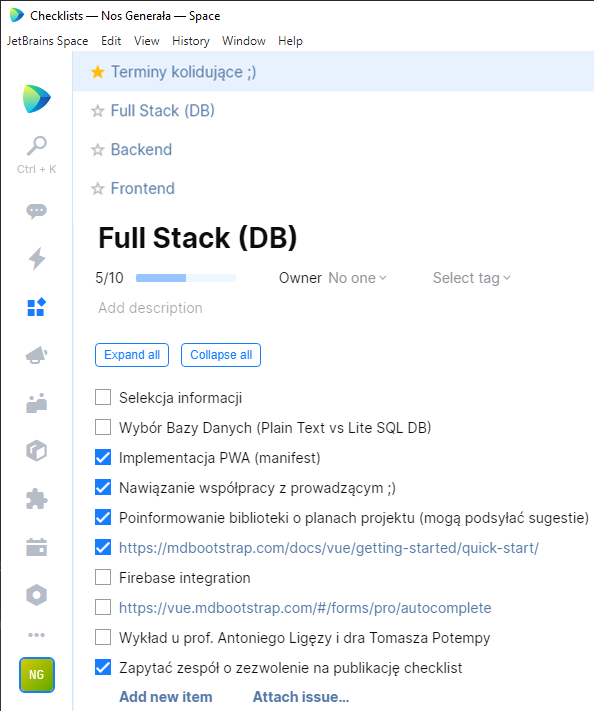 Checklists — Nos Generała — Space
JetBrains Space Edit View History Window Help
Terminy kolidujące ;)
Ctrl + K
Full Stack (DB)
Backend
Frontend
Full Stack (DB)
5/10 Owner No one Select tag
Add description
Expand all Collapse all
Selekcja informacji
Wybór Bazy Danych (Plain Text vs Lite SQL DB)
Implementacja PWA (manifest)
Nawiązanie współpracy z prowadzącym ;)
Poinformowanie biblioteki o planach projektu (mogą podsyłać sugestie)
https://mdbootstrap.com/docs/vue/getting-started/quick-start/
Firebase integration
https://vue.mdbootstrap.com/#/forms/pro/autocomplete
Wykład u prof. Antoniego Ligęzy i dra Tomasza Potempy
Zapytać zespół o zezwolenie na publikację checklist
NG
Add new item Attach issue...